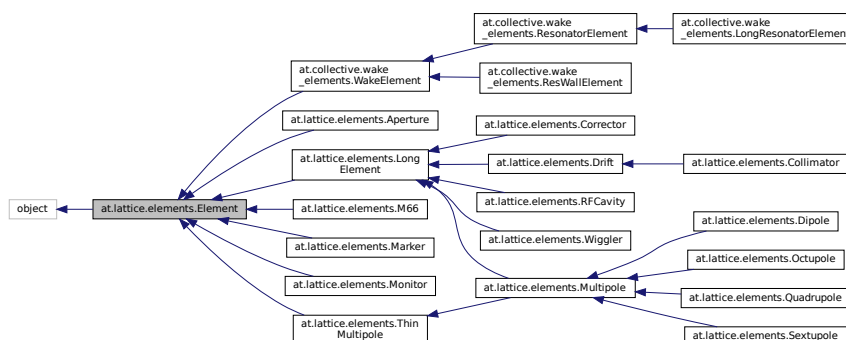 object
at.lattice.elements.Element
at.collective.wake
_elements.WakeElement
at.lattice.elements.Aperture
at.lattice.elements.Long
Element
at.lattice.elements.M66
at.lattice.elements.Marker
at.lattice.elements.Monitor
at.lattice.elements.Thin
Multipole
at.collective.wake
_elements.ResonatorElement
at.collective.wake
_elements.ResWallElement
at.lattice.elements.Corrector
at.lattice.elements.Drift
at.lattice.elements.RFCavity
at.lattice.elements.Wiggler
at.lattice.elements.Multipole
at.collective.wake
_elements.LongResonatorElement
at.lattice.elements.Collimator
at.lattice.elements.Dipole
at.lattice.elements.Octupole
at.lattice.elements.Quadrupole
at.lattice.elements.Sextupole